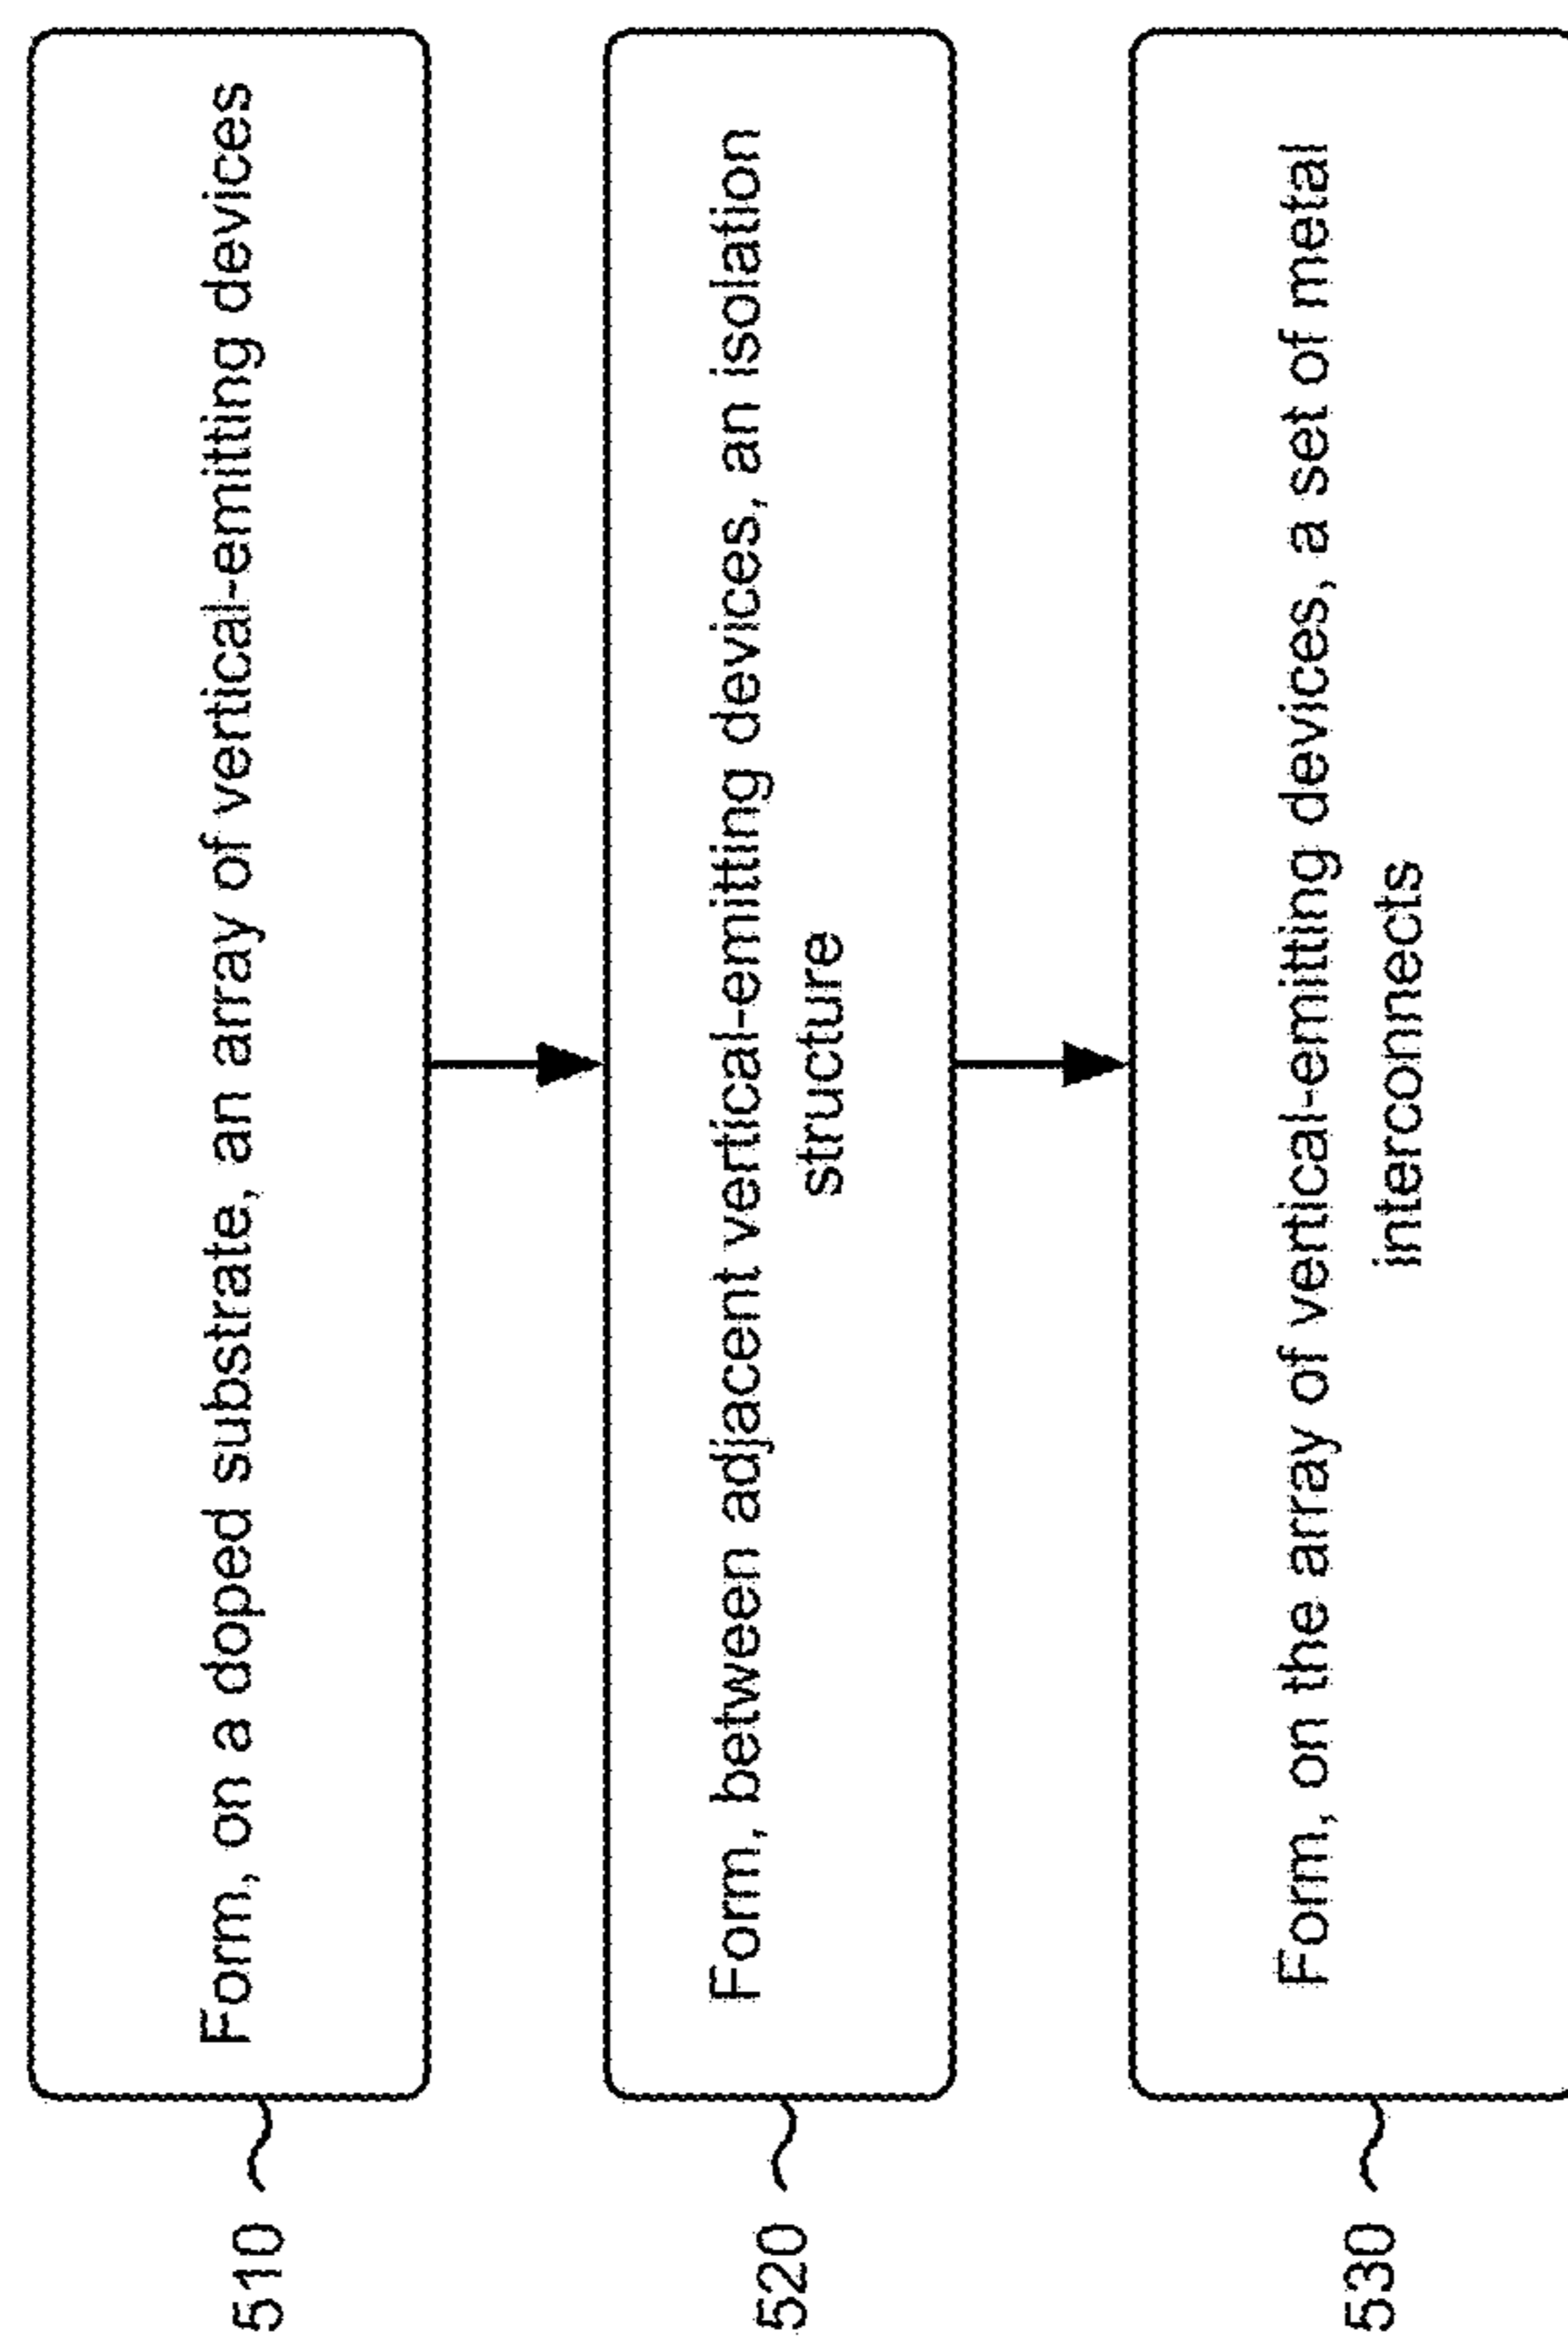 510
Form, on a doped substrate, an array of vertical-emitting devices
520
Form, between adjacent vertical-emitting devices, an isolation
structure
530
Form, on the array of vertical-emitting devices, a set of metal
interconnects